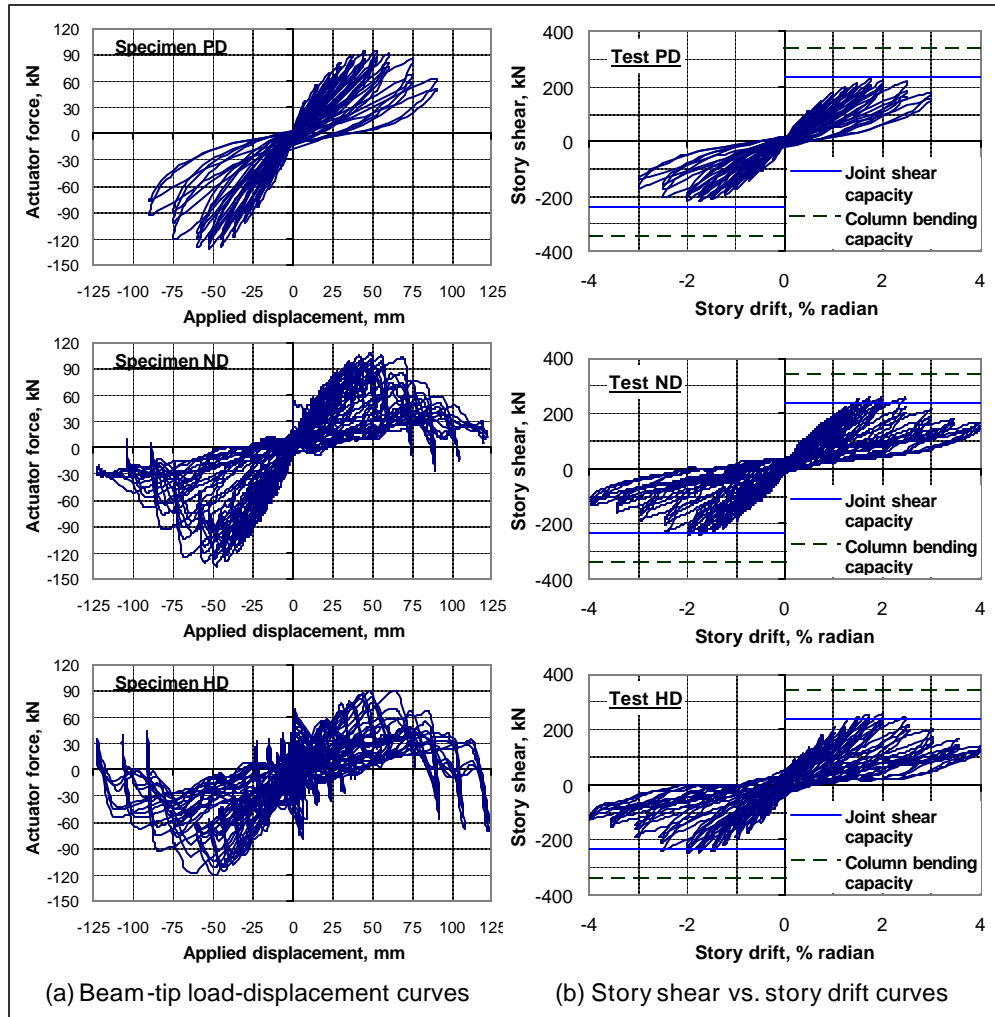 120
90
60
30
0
-30
-60
-90
-120
-150
Actuator force, kN
Specimen PD
-125 -100 -75 -50 -25 0 25 50 75 100 125
Applied displacement, mm
400
200
0
-200
-400
Story shear, kN
Test PD
Joint shear
capacity
Column bending
capacity
-4 -2 0 2 4
Story drift, % radian
120
90
60
30
0
-30
-60
-90
-120
-150
Actuator force, kN
Specimen ND
-125 -100 -75 -50 -25 0 25 50 75 100 125
Applied displacement, mm
400
200
0
-200
-400
Story shear, kN
Test ND
Joint shear
capacity
Column bending
capacity
-4 -2 0 2 4
Story drift, % radian
120
90
60
30
0
-30
-60
-90
-120
-150
Actuator force, kN
Specimen HD
-125 -100 -75 -50 -25 0 25 50 75 100 125
Applied displacement, mm
400
200
0
-200
-400
Story shear, kN
Test HD
Joint shear
capacity
Column bending
capacity
-4 -2 0 2 4
Story drift, % radian
(a) Beam-tip load-displacement curves
(b) Story shear vs. story drift curves